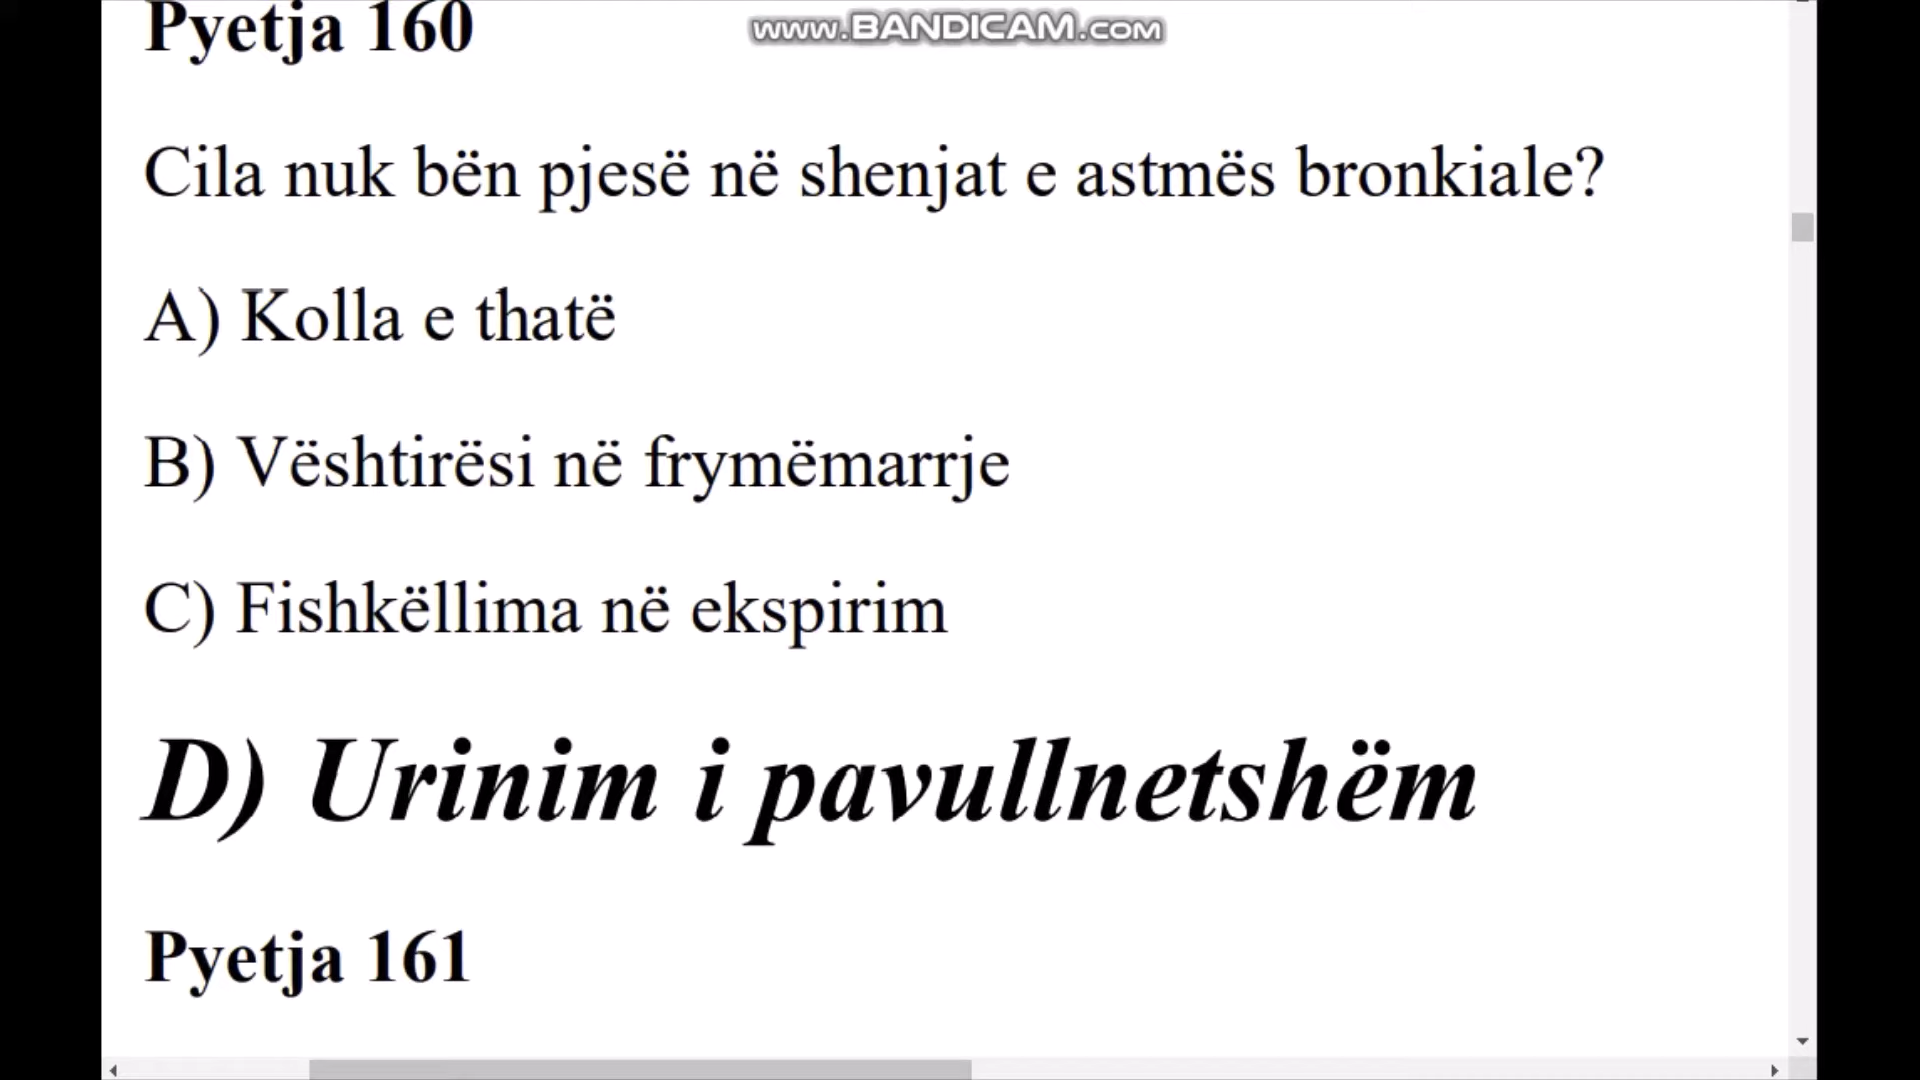 Pyetja 160
www.BANDICAM.com
Cila nuk bën pjesë në shenjat e astmës bronkiale?
A) Kolla e thatë
B) Vështirësi në frymëmarrje
C) Fishkëllima në ekspirim
D) Urinim i pavullnetshëm
Pyetja 161